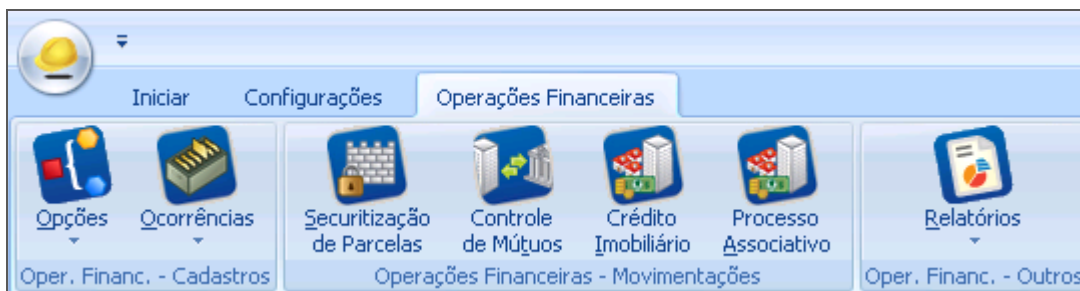 Iniciar Configurações Operações Financeiras
Opções Ocorrências Securitização de Parcelas Controle de Mútuos Crédito Imobiliário Processo Associativo Relatórios
Oper. Financ. - Cadastros Operações Financeiras - Movimentações Oper. Financ. - Outros